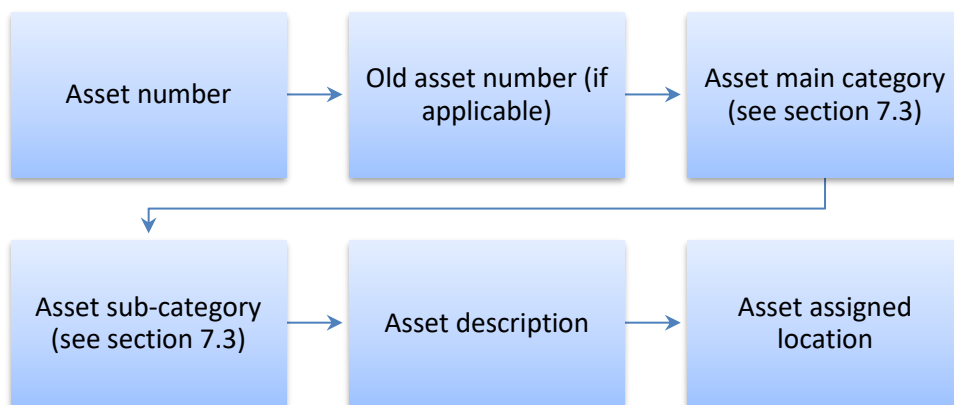 Asset number
Old asset number (if
applicable)
Asset main category
(see section 7.3)
Asset sub-category
(see section 7.3)
Asset description
Asset assigned
location